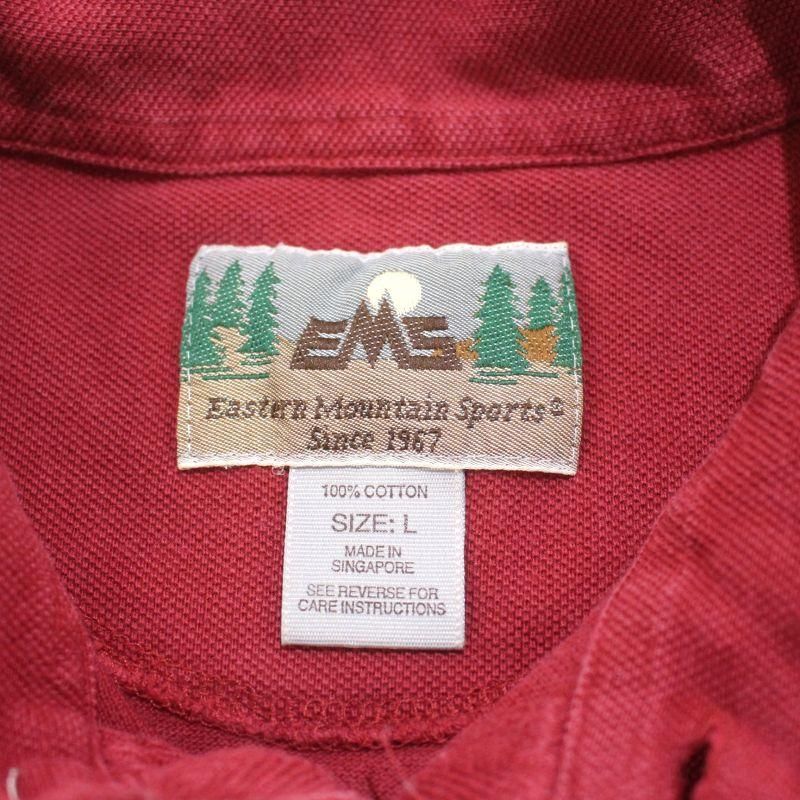 EMS
Eastern Mountain Sports®
Since 1967
100% COTTON
SIZE: L
MADE IN
SINGAPORE
SEE REVERSE FOR
CARE INSTRUCTIONS